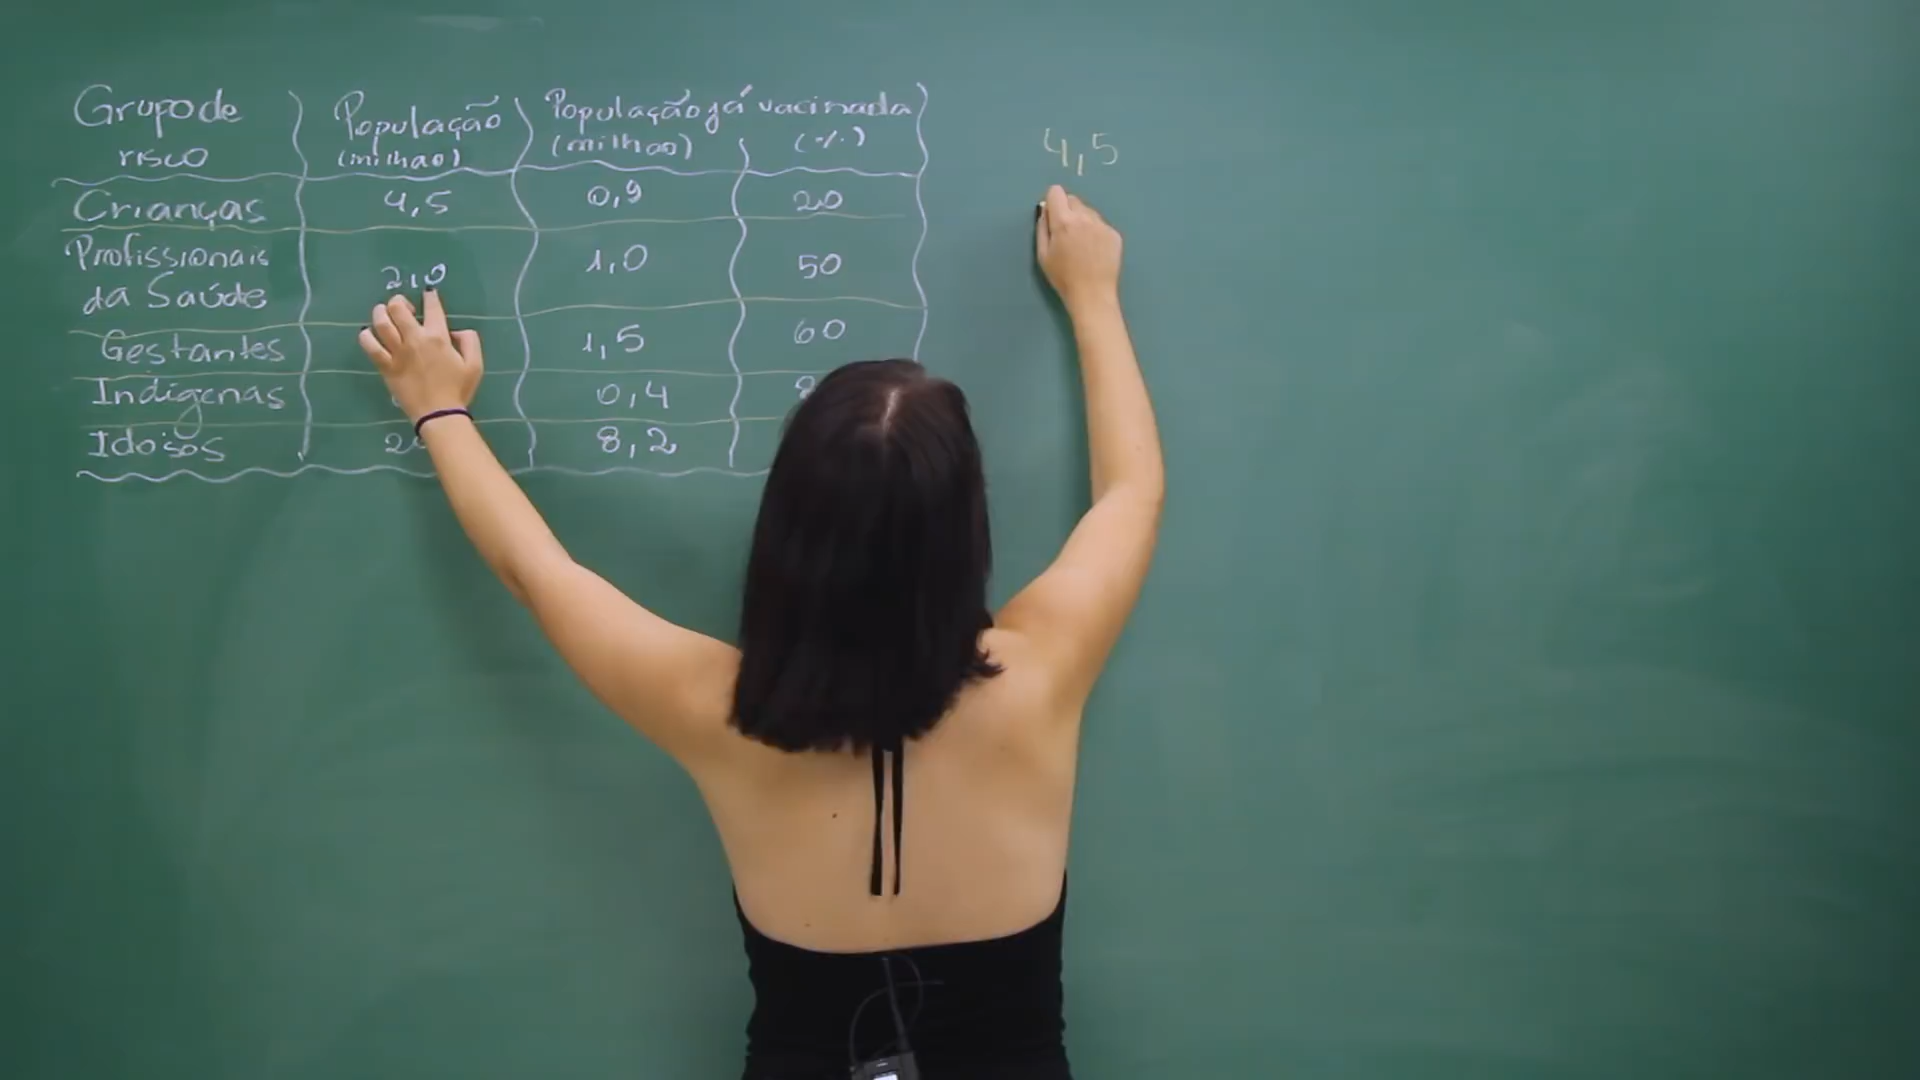 Grupo de risco
População (milhão)
População já vacinada
(milhão) (%)
Crianças 4,5 0,9 20
Profissionais da Saúde 2,0 1,0 50
Gestantes 1,5 60
Indígenas 0,4
Idosos 8,2
4,5